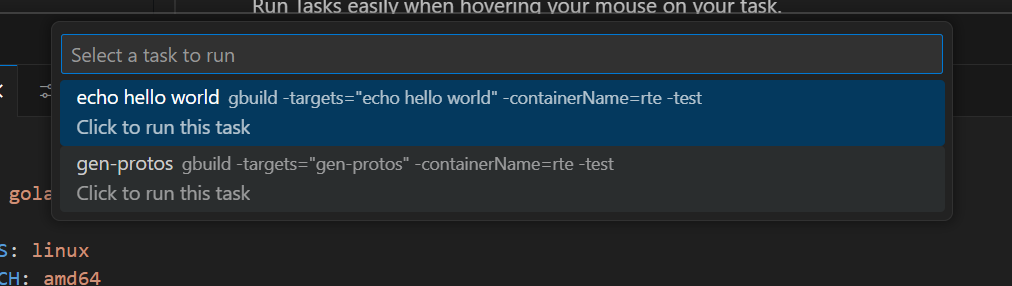 Run Tasks easily when hovering your mouse on your task.
Select a task to run
echo hello world gbuild -targets="echo hello world" -containerName=rte -test
Click to run this task
gen-protos gbuild -targets="gen-protos" -containerName=rte -test
Click to run this task
gola
S: linux
CH: amd64